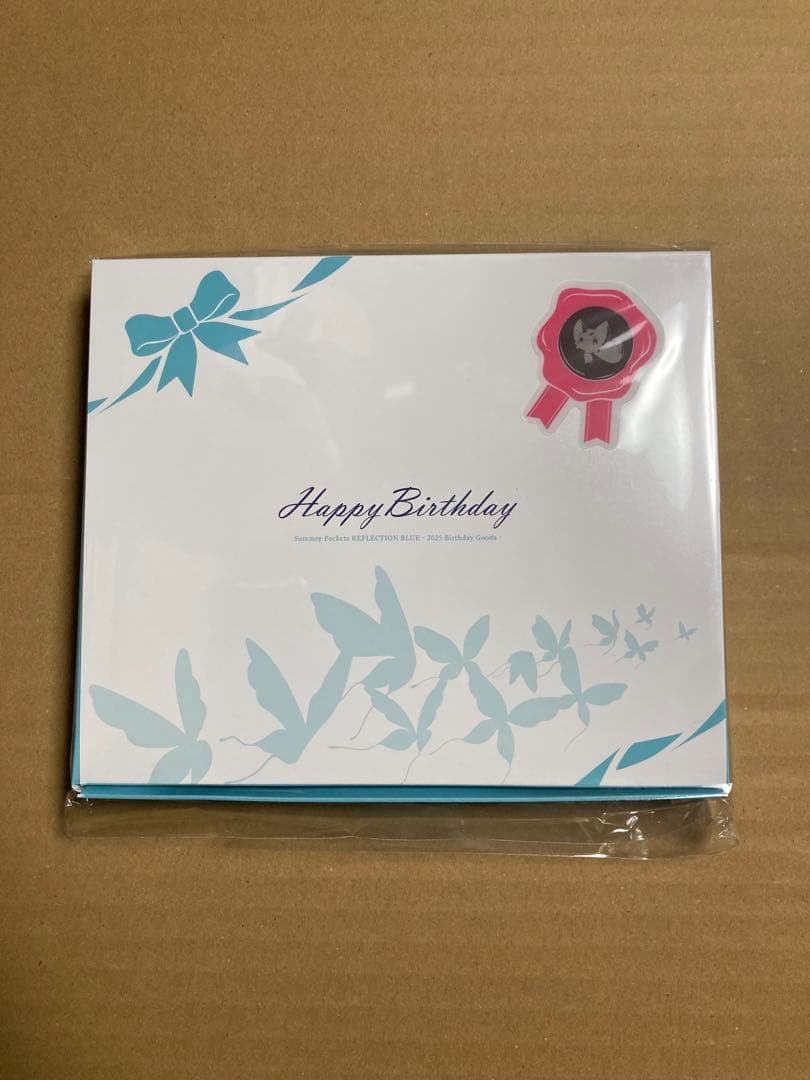 Happy Birthday
Summer Pockets REFLECTION BLUE - 2025 Birthday Goods -